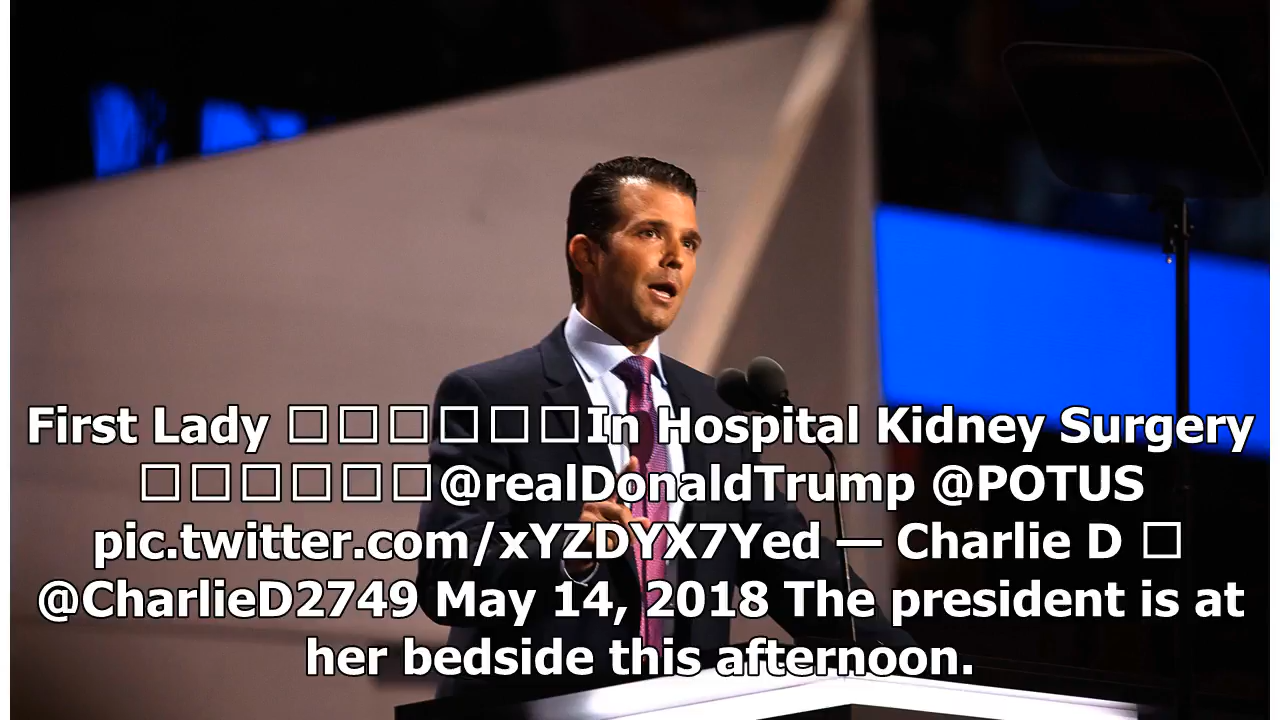 First Lady □□□□□□In Hospital Kidney Surgery
□□□□□□@realDonaldTrump @POTUS
pic.twitter.com/xYZDYX7Yed — Charlie D □
@CharlieD2749 May 14, 2018 The president is at
her bedside this afternoon.